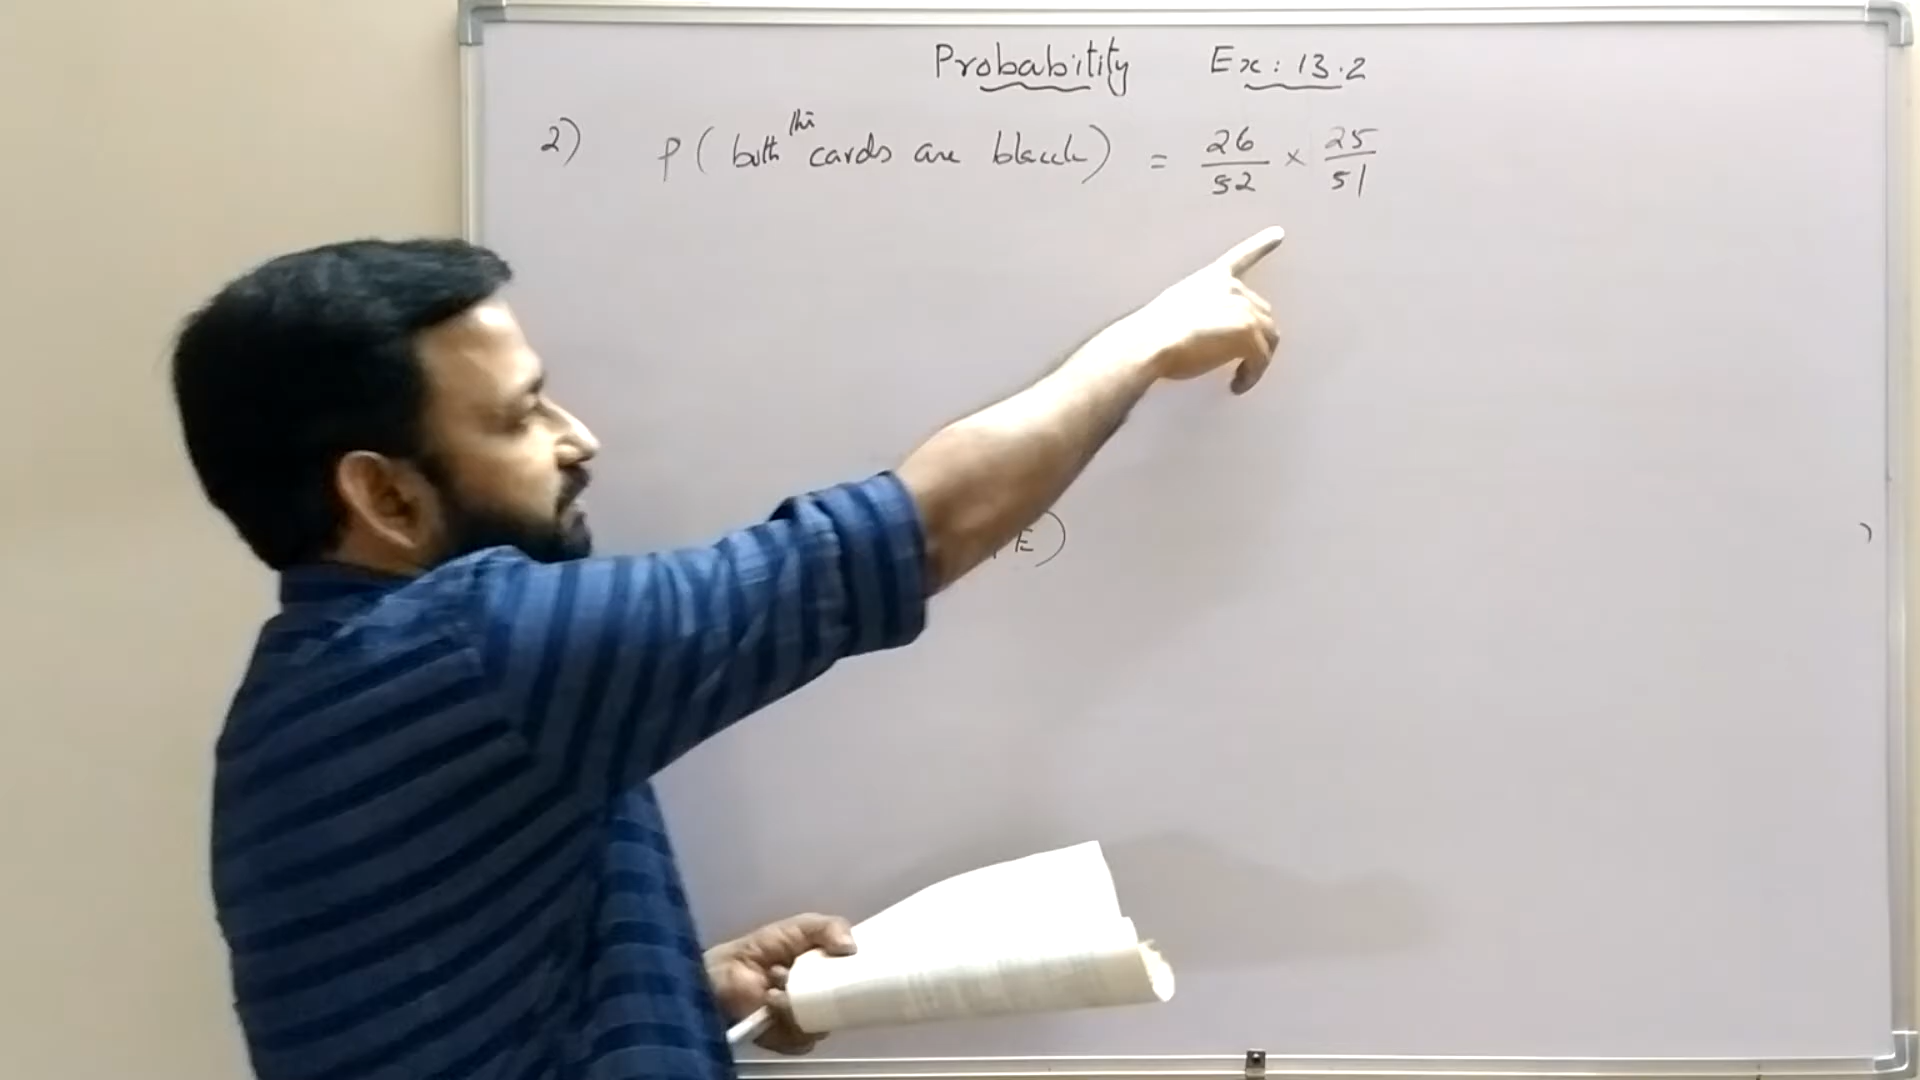 Probability Ex: 13.2
2) P( both the cards are black ) = 26/52 × 25/51
E)